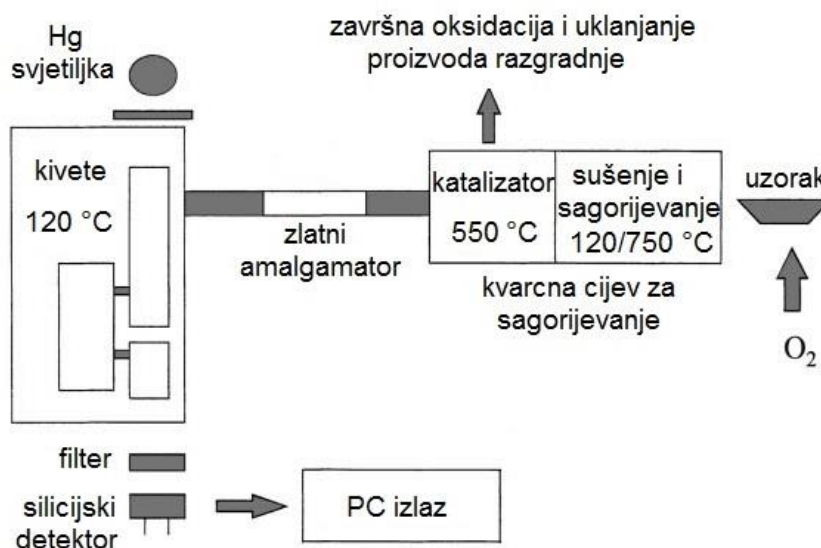 Hg
svjetiljka
završna oksidacija i uklanjanje
proizvoda razgradnje
kivete
120 °C
zlatni
amalgamator
katalizator
550 °C
sušenje i
sagorijevanje
120/750 °C
uzorak
kvarcna cijev za
sagorijevanje
O₂
filter
silicijski
detektor
PC izlaz